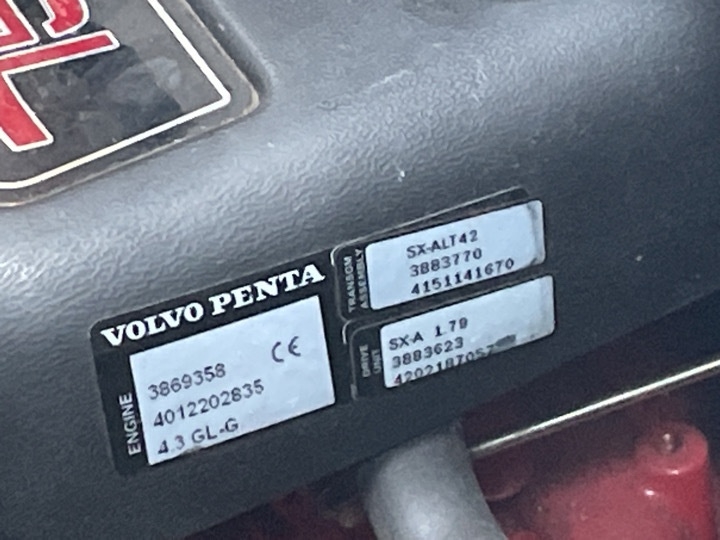 GL
VOLVO PENTA
ENGINE
3869358
CE
4012202835
4.3 GL-G
TRANSOM
ASSEMBLY
SX-ALT42
3883770
4151141670
DRIVE
UNIT
SX-A 1.79
3883623